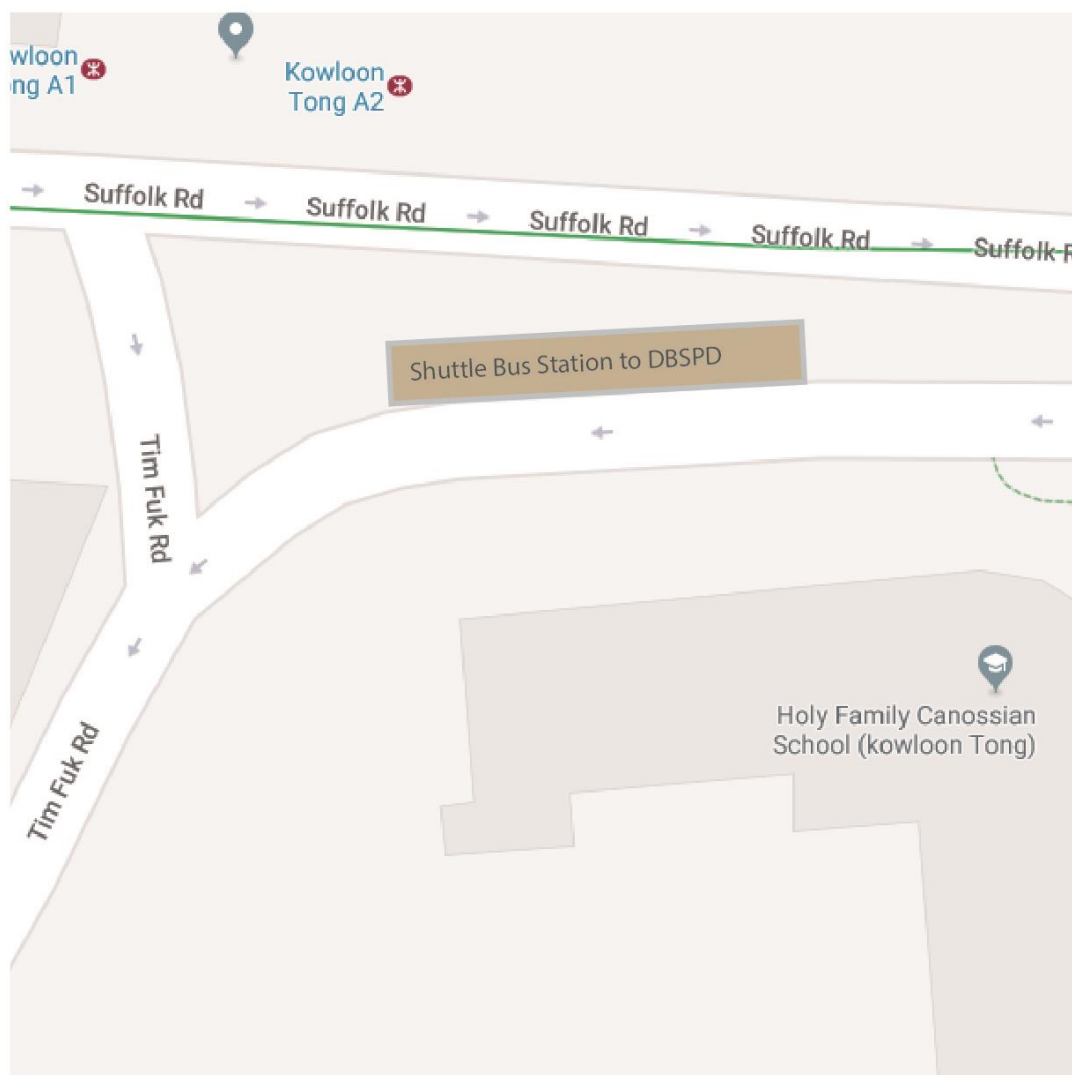 wloon
ng A1
Kowloon
Tong A2
Suffolk Rd
Suffolk Rd
Suffolk Rd
Suffolk Rd
Suffolk R
Shuttle Bus Station to DBSPD
Tim Fuk Rd
Holy Family Canossian
School (kowloon Tong)
Tim Fuk Rd